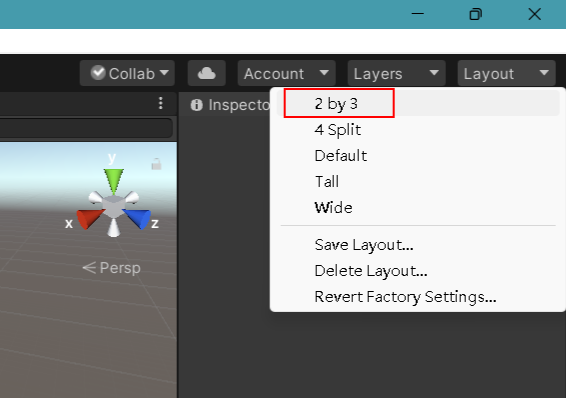 Collab
Account
Layers
Layout
Inspecto
2 by 3
4 Split
Default
Tall
Wide
Save Layout...
Delete Layout...
Revert Factory Settings...
y
x
z
Persp